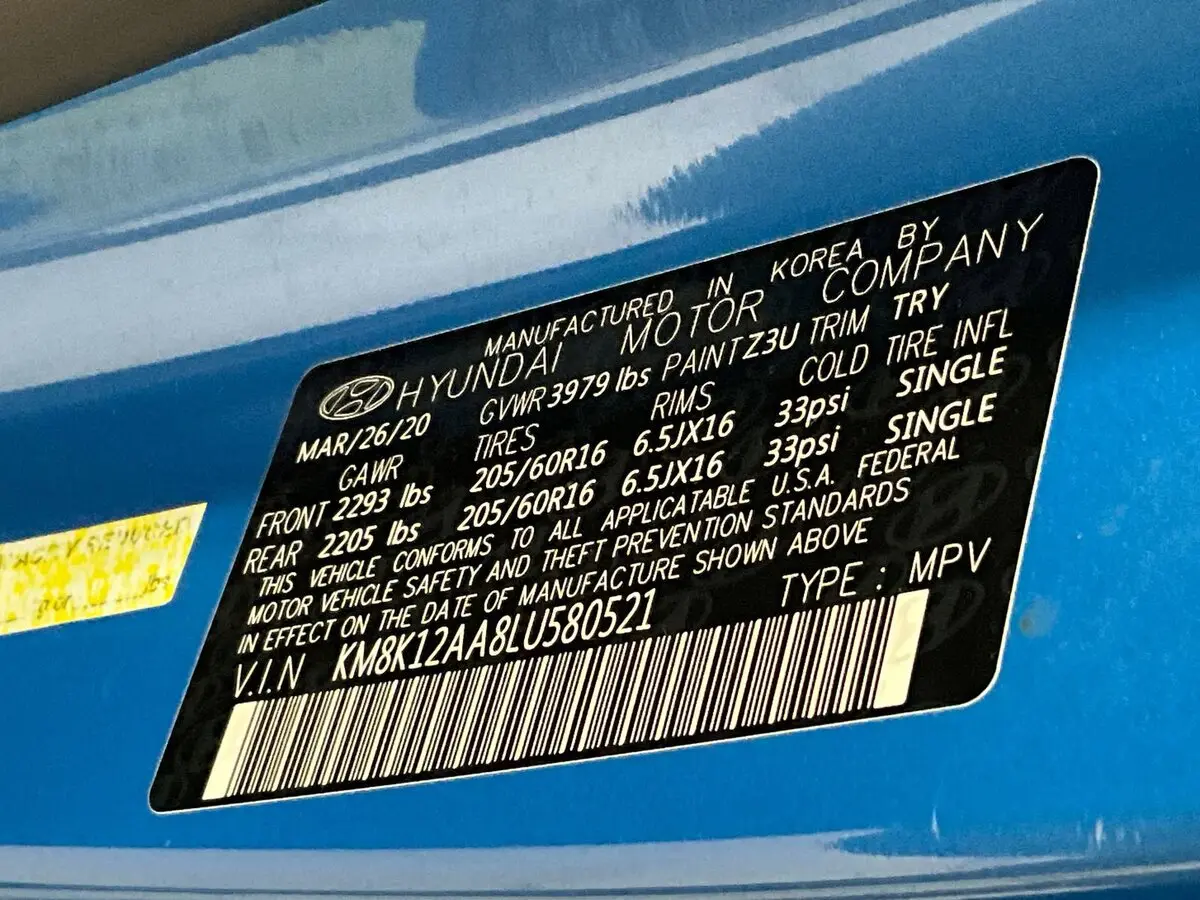 MANUFACTURED IN KOREA BY
HYUNDAI MOTOR COMPANY
MAR/26/20 GVWR 3979 lbs PAINT Z3U TRIM TRY
GAWR TIRES RIMS COLD TIRE INFL
FRONT 2293 lbs 205/60R16 6.5JX16 33psi SINGLE
REAR 2205 lbs 205/60R16 6.5JX16 33psi SINGLE
THIS VEHICLE CONFORMS TO ALL APPLICATABLE U.S.A. FEDERAL
MOTOR VEHICLE SAFETY AND THEFT PREVENTION STANDARDS
IN EFFECT ON THE DATE OF MANUFACTURE SHOWN ABOVE
V.I.N KM8K12AA8LU580521 TYPE : MPV